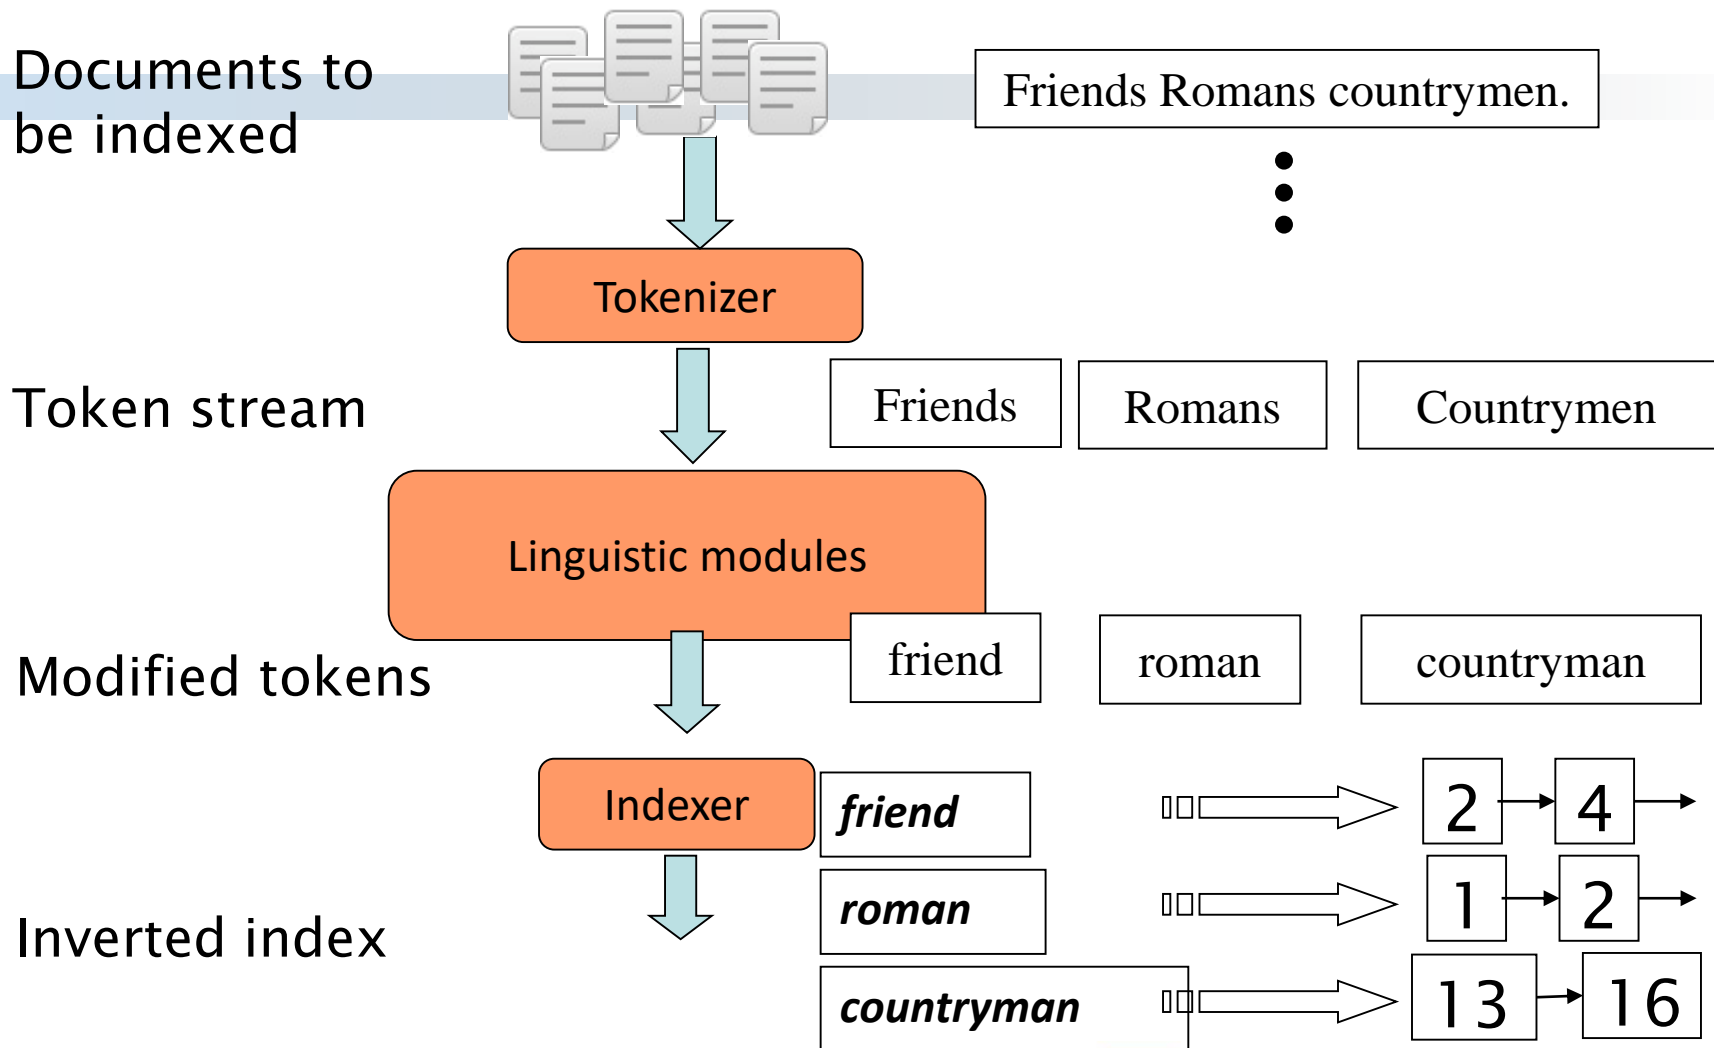 Documents to
be indexed
Friends Romans countrymen.
Tokenizer
Token stream
Friends
Romans
Countrymen
Linguistic modules
Modified tokens
friend
roman
countryman
Indexer
friend
2
4
roman
1
2
Inverted index
countryman
13
16